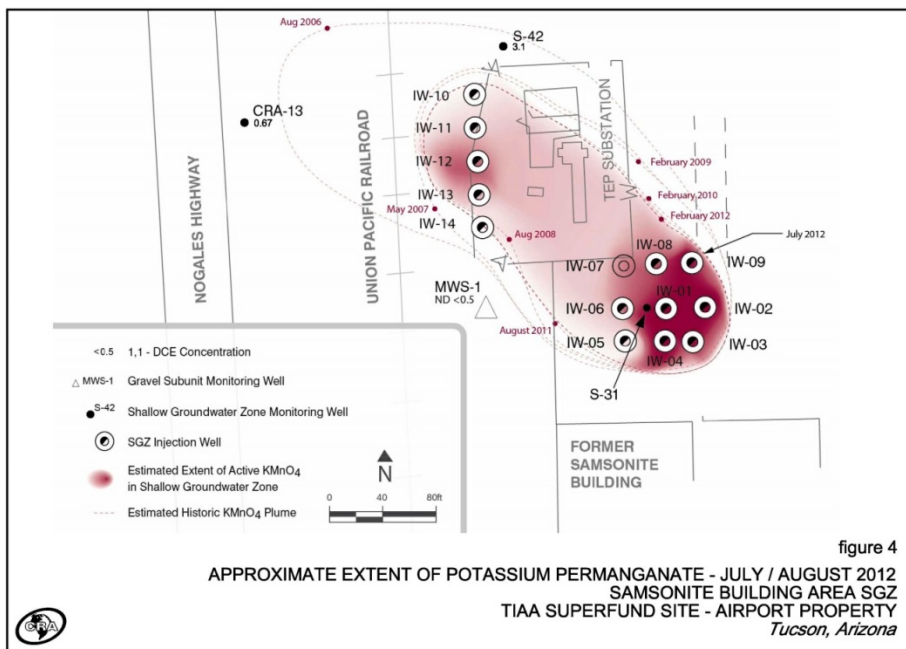 Aug 2006
S-42
3.1
CRA-13
0.67
NOGALES HIGHWAY
UNION PACIFIC RAILROAD
TEP SUBSTATION
IW-10
IW-11
IW-12
IW-13
IW-14
May 2007
Aug 2008
February 2009
February 2010
February 2012
July 2012
IW-08
IW-07
IW-09
IW-01
IW-06
IW-02
IW-05
IW-04
IW-03
MWS-1
ND <0.5
August 2011
S-31
FORMER
SAMSONITE
BUILDING
<0.5 1,1 - DCE Concentration
MWS-1 Gravel Subunit Monitoring Well
S-42 Shallow Groundwater Zone Monitoring Well
SGZ Injection Well
Estimated Extent of Active KMnO4
in Shallow Groundwater Zone
Estimated Historic KMnO4 Plume
N
0 40 80ft
figure 4
APPROXIMATE EXTENT OF POTASSIUM PERMANGANATE - JULY / AUGUST 2012
SAMSONITE BUILDING AREA SGZ
TIAA SUPERFUND SITE - AIRPORT PROPERTY
Tucson, Arizona
CRA